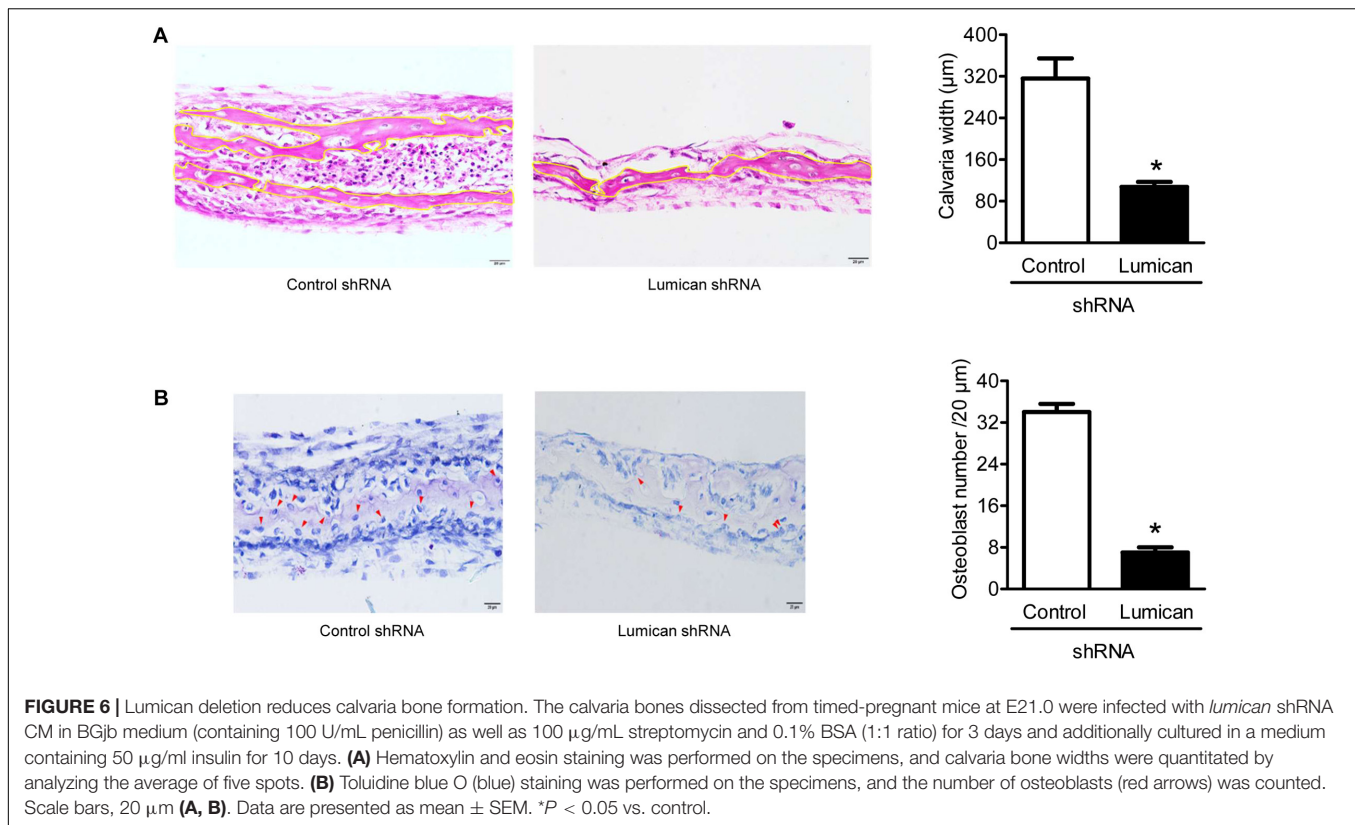 A
Control shRNA
20 µm
Lumican shRNA
Calvaria width (µm)
400
320
240
160
80
0
*
Control
Lumican
shRNA
B
Control shRNA
20 µm
Lumican shRNA
20 µm
Osteoblast number /20 µm
40
32
24
16
8
0
*
Control
Lumican
shRNA
FIGURE 6 | Lumican deletion reduces calvaria bone formation. The calvaria bones dissected from timed-pregnant mice at E21.0 were infected with lumican shRNA
CM in BGjb medium (containing 100 U/mL penicillin) as well as 100 µg/mL streptomycin and 0.1% BSA (1:1 ratio) for 3 days and additionally cultured in a medium
containing 50 µg/ml insulin for 10 days. (A) Hematoxylin and eosin staining was performed on the specimens, and calvaria bone widths were quantitated by
analyzing the average of five spots. (B) Toluidine blue O (blue) staining was performed on the specimens, and the number of osteoblasts (red arrows) was counted.
Scale bars, 20 µm (A, B). Data are presented as mean ± SEM. *P < 0.05 vs. control.